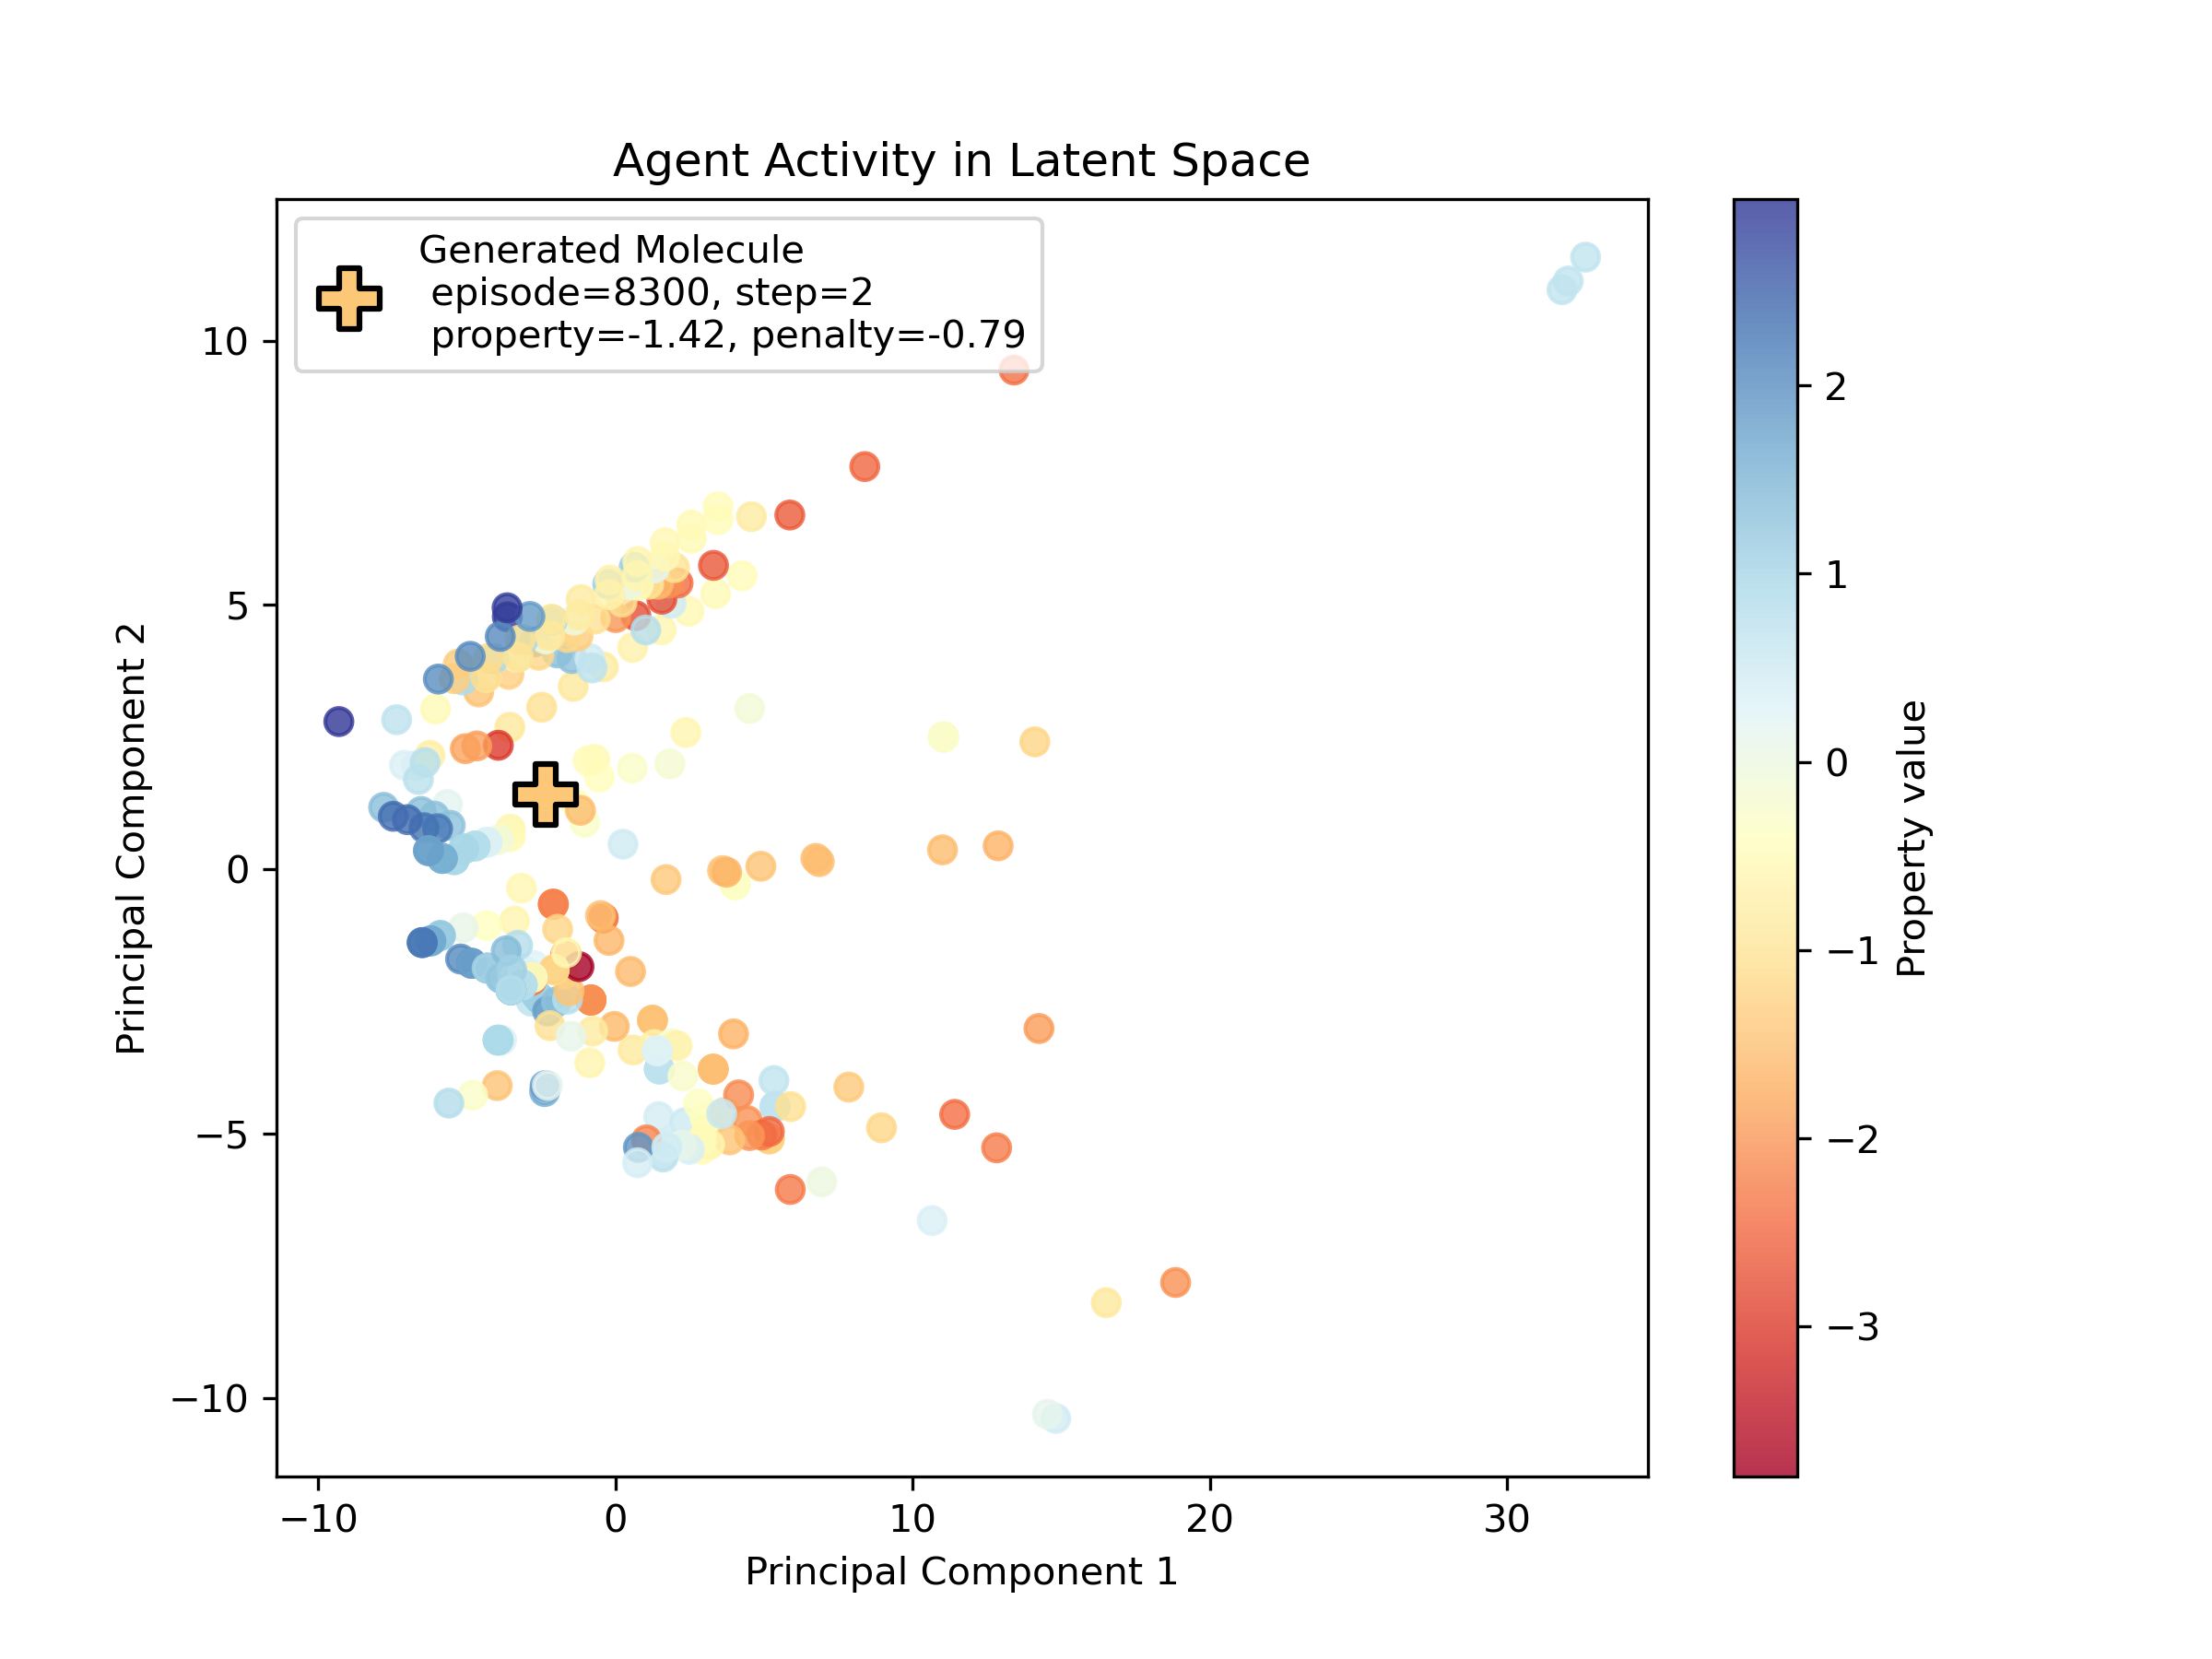 Agent Activity in Latent Space
Generated Molecule
episode=8300, step=2
property=-1.42, penalty=-0.79
10
5
0
−5
−10
Principal Component 2
−10
0
10
20
30
Principal Component 1
2
1
0
−1
−2
−3
Property value